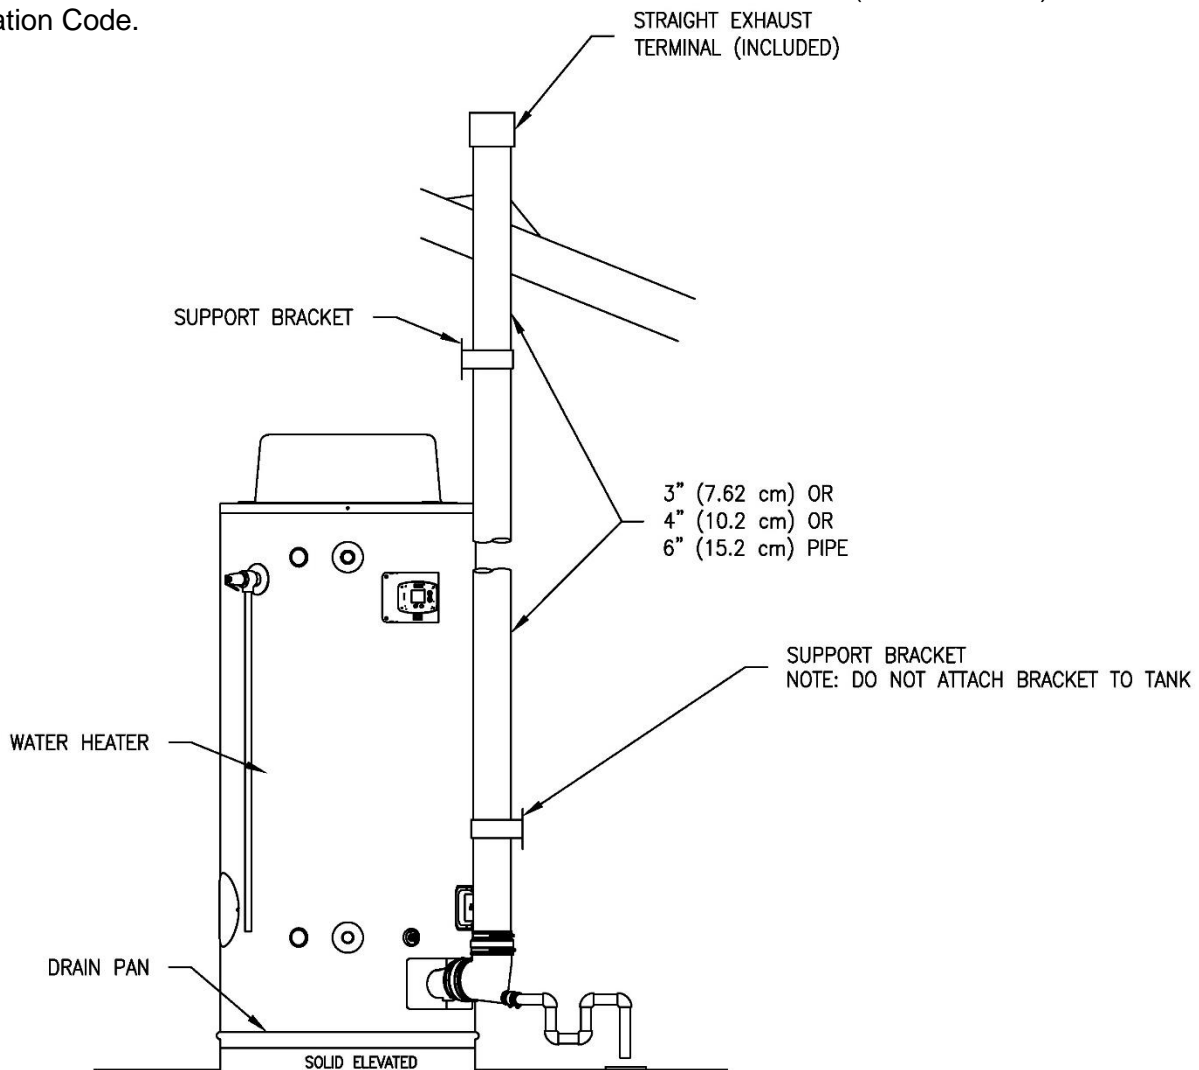 ation Code.
STRAIGHT EXHAUST
TERMINAL (INCLUDED)
SUPPORT BRACKET
3" (7.62 cm) OR
4" (10.2 cm) OR
6" (15.2 cm) PIPE
SUPPORT BRACKET
NOTE: DO NOT ATTACH BRACKET TO TANK
WATER HEATER
DRAIN PAN
SOLID ELEVATED